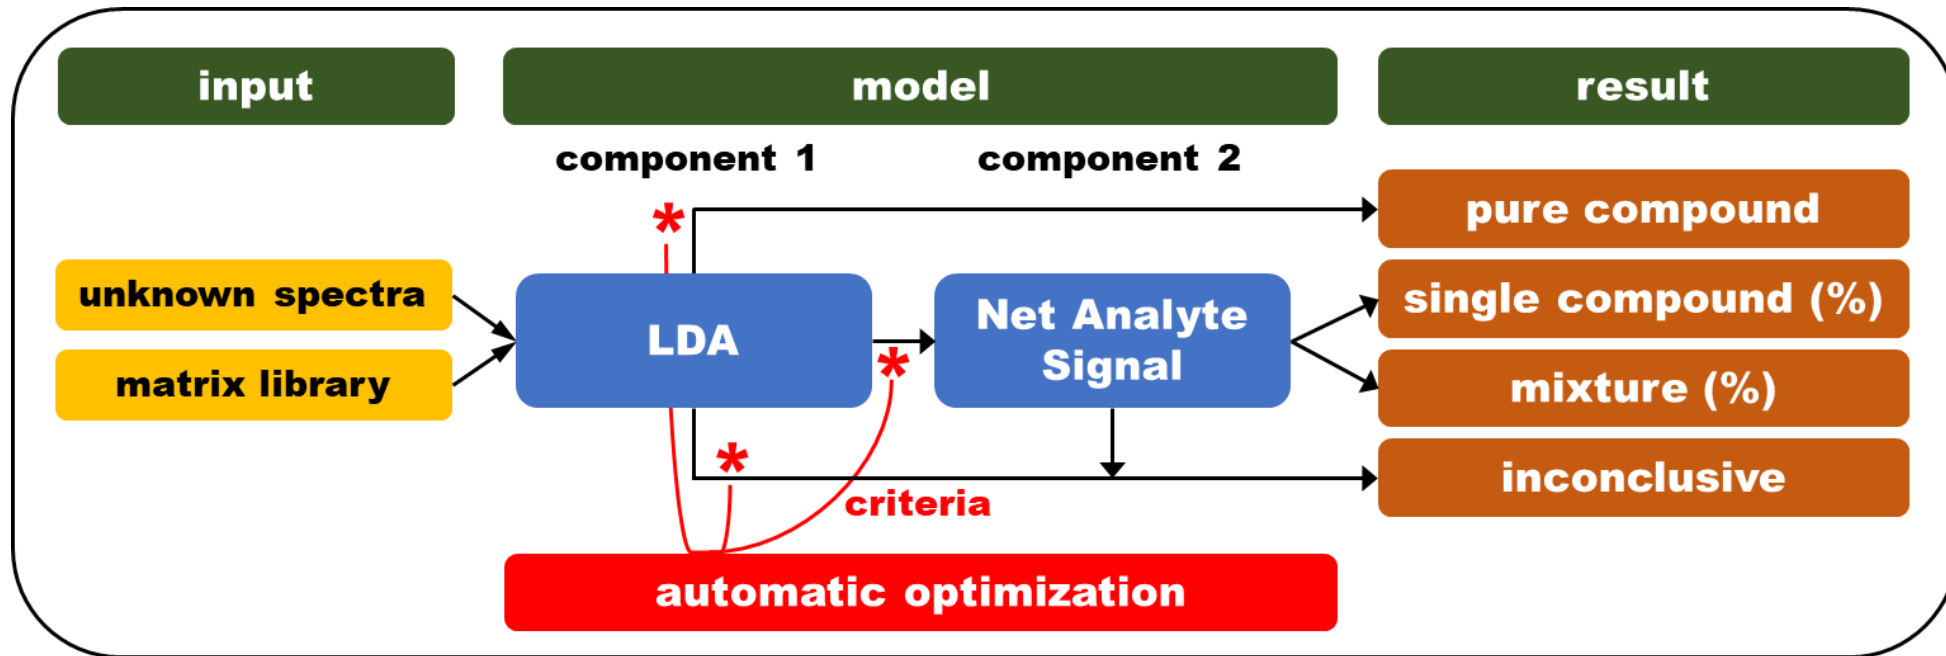 input
model
result
component 1
component 2
pure compound
*
unknown spectra
matrix library
LDA
*
Net Analyte
Signal
single compound (%)
mixture (%)
*
inconclusive
criteria
automatic optimization